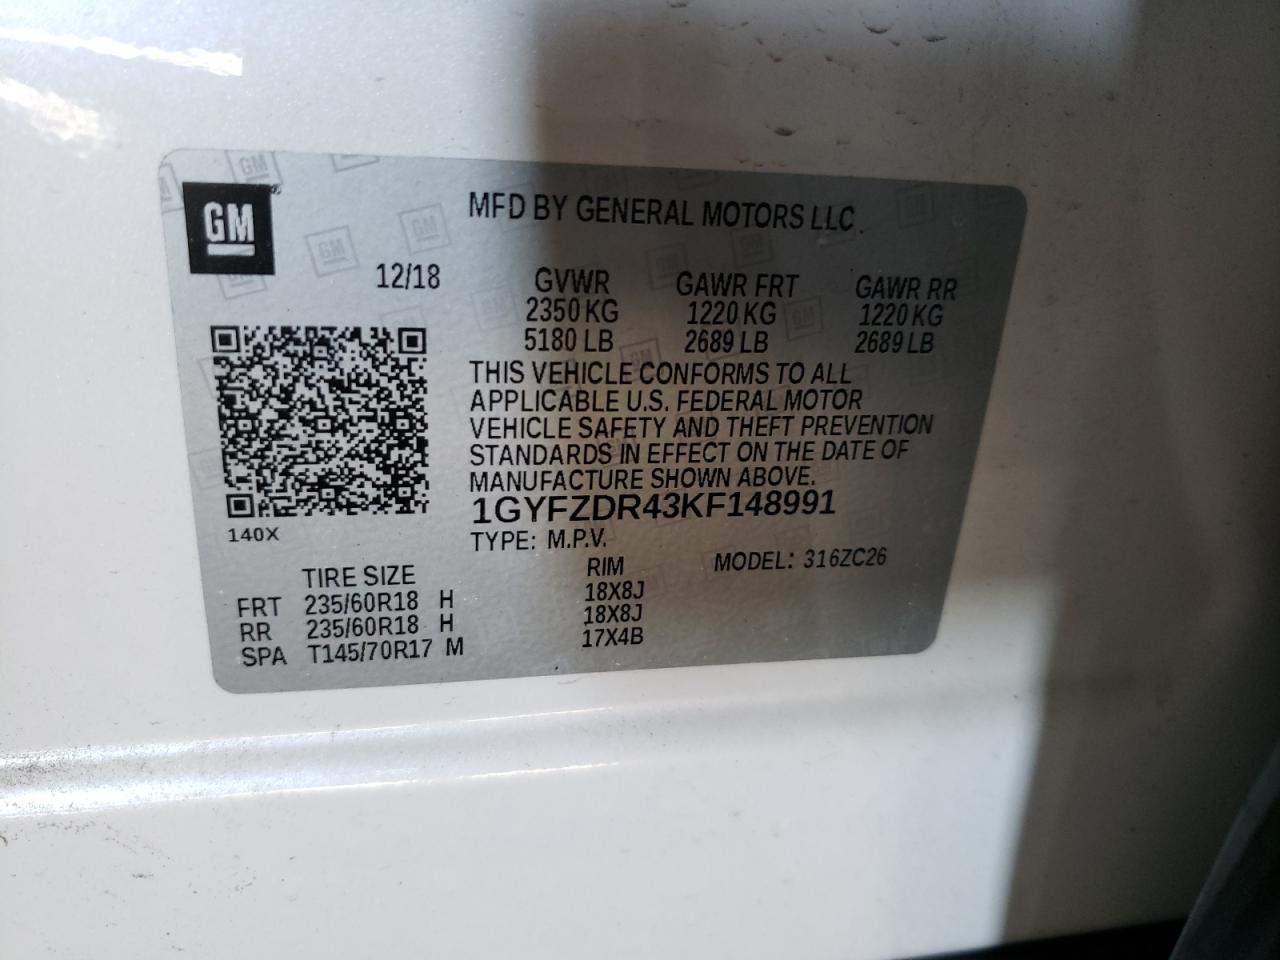 GM
MFD BY GENERAL MOTORS LLC
12/18
GVWR GAWR FRT GAWR RR
2350 KG 1220 KG 1220 KG
5180 LB 2689 LB 2689 LB
THIS VEHICLE CONFORMS TO ALL
APPLICABLE U.S. FEDERAL MOTOR
VEHICLE SAFETY AND THEFT PREVENTION
STANDARDS IN EFFECT ON THE DATE OF
MANUFACTURE SHOWN ABOVE.
1GYFZDR43KF148991
140X
TYPE: M.P.V.
MODEL: 316ZC26
TIRE SIZE RIM
FRT 235/60R18 H 18X8J
RR 235/60R18 H 18X8J
SPA T145/70R17 M 17X4B